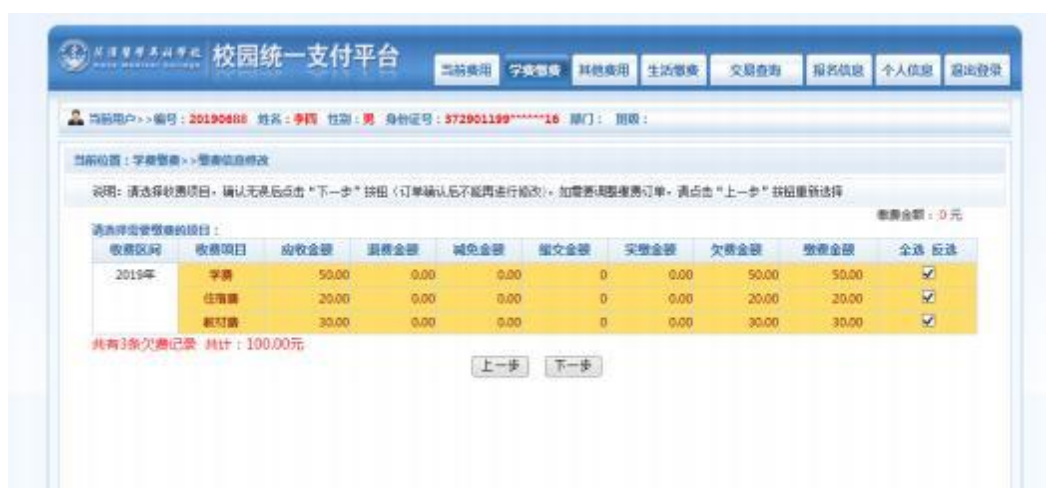 校园统一支付平台
当前费用 学费缴费 其他费用 生活缴费 交易查询 报名信息 个人信息 退出登录
当前用户>>编号：20190688 姓名：李四 性别：男 身份证号：372901199******16 部门： 班级：
当前位置：学费缴费>>缴费信息修改
说明：请选择收费项目，确认无误后点击“下一步”按钮（订单确认后不能再进行修改）。如需要调整缴费订单，请点击“上一步”按钮重新选择
缴费金额：0元
请选择需要缴费的项目：
收费区间 收费项目 应收金额 退费金额 减免金额 缓交金额 实缴金额 欠费金额 缴费金额 全选 反选
2019年 学费 50.00 0.00 0.00 0 0.00 50.00 50.00
住宿费 20.00 0.00 0.00 0 0.00 20.00 20.00
教材费 30.00 0.00 0.00 0 0.00 30.00 30.00
共有3条欠费记录 共计：100.00元
上一步 下一步